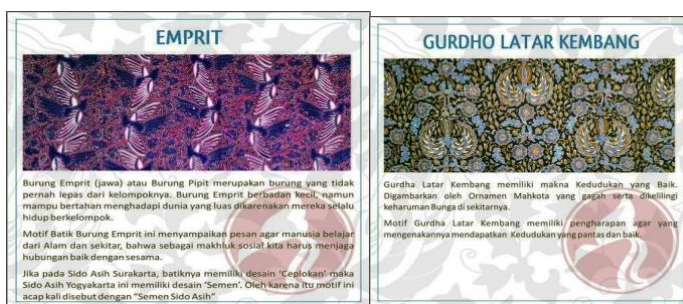 EMPRIT
Burung Emprit (jawa) atau Burung Pipit merupakan burung yang tidak
pernah lepas dari kelompoknya. Burung Emprit berbadan kecil, namun
mampu bertahan menghadapi dunia yang luas dikarenakan mereka selalu
hidup berkelompok.
Motif Batik Burung Emprit ini menyampaikan pesan agar manusia belajar
dari Alam dan sekitar, bahwa sebagai makhluk sosial kita harus menjaga
hubungan baik dengan sesama.
Jika pada Sido Asih Surakarta, batiknya memiliki desain 'Ceplokan' maka
Sido Asih Yogyakarta ini memiliki desain 'Semen'. Oleh karena itu motif ini
acap kali disebut dengan "Semen Sido Asih"
GURDHO LATAR KEMBANG
Gurdha Latar Kembang memiliki makna Kedudukan yang Baik.
Digambarkan oleh Ornamen Mahkota yang gagah serta dikelilingi
keharuman Bunga di sekitarnya.
Motif Gurdha Latar Kembang memiliki pengharapan agar yang
mengenakannya mendapatkan Kedudukan yang pantas dan baik.